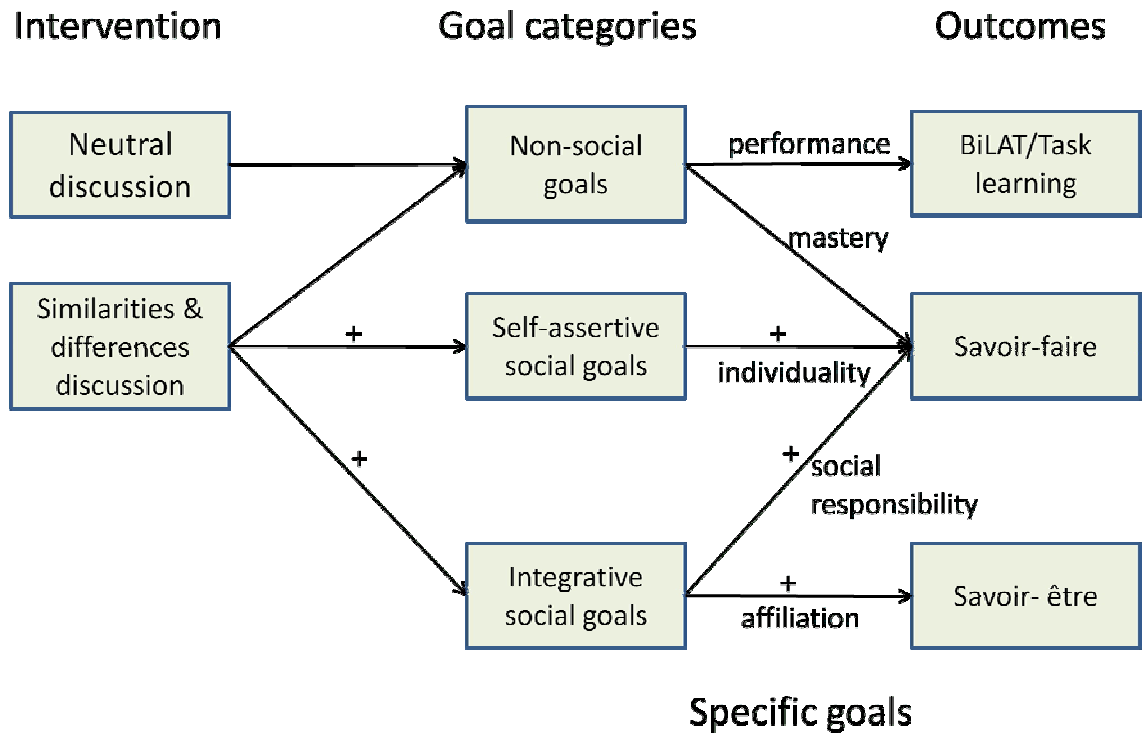 Intervention
Goal categories
Outcomes
Neutral
discussion
Non-social
goals
performance
BiLAT/Task
learning
mastery
Similarities &
differences
discussion
+
Self-assertive
social goals
+
individuality
Savoir-faire
+
+
social
responsibility
Integrative
social goals
+
affiliation
Savoir- être
Specific goals